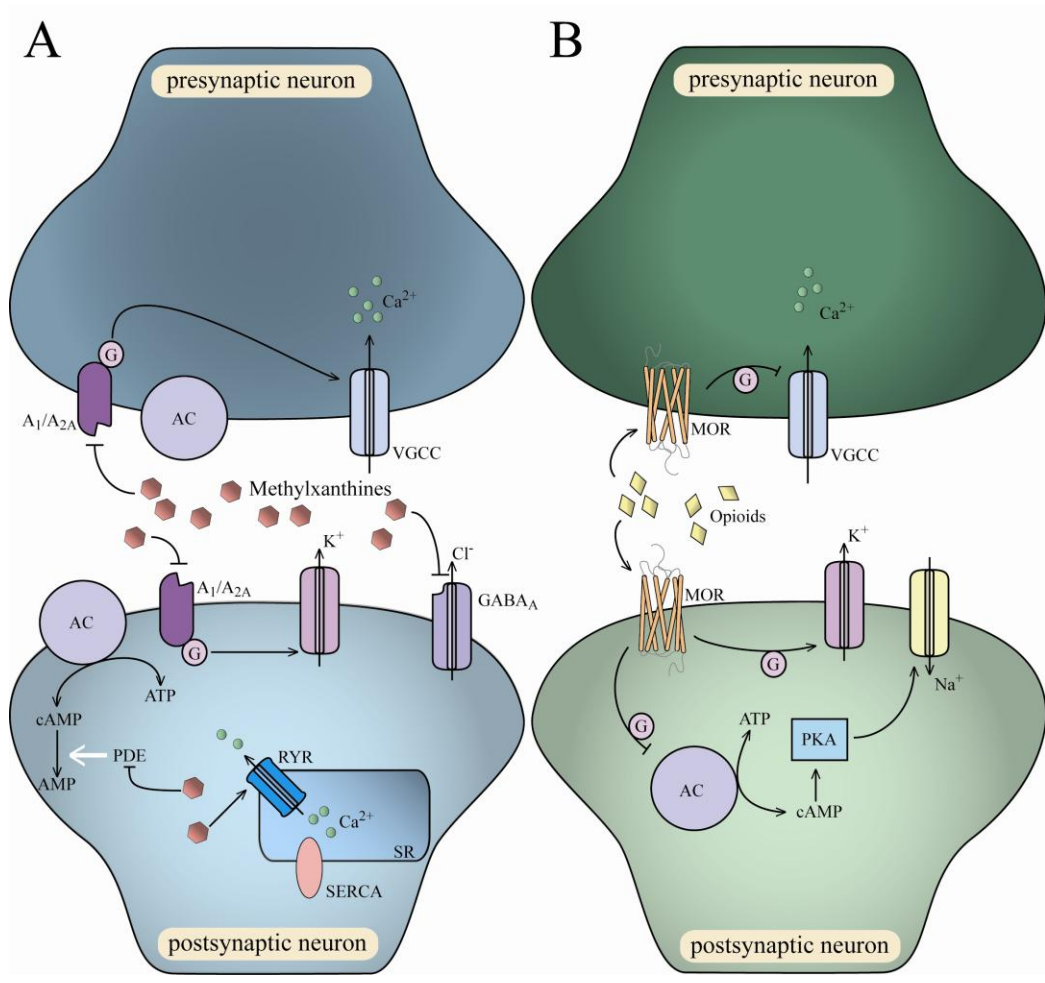 A
presynaptic neuron
Ca²⁺
G
A₁/A₂A
AC
VGCC
Methylxanthines
K⁺
Cl⁻
A₁/A₂A
GABAₐ
AC
G
ATP
cAMP
PDE
RYR
AMP
Ca²⁺
SR
SERCA
postsynaptic neuron
B
presynaptic neuron
Ca²⁺
G
MOR
VGCC
Opioids
K⁺
MOR
G
Na⁺
G
ATP
PKA
AC
cAMP
postsynaptic neuron